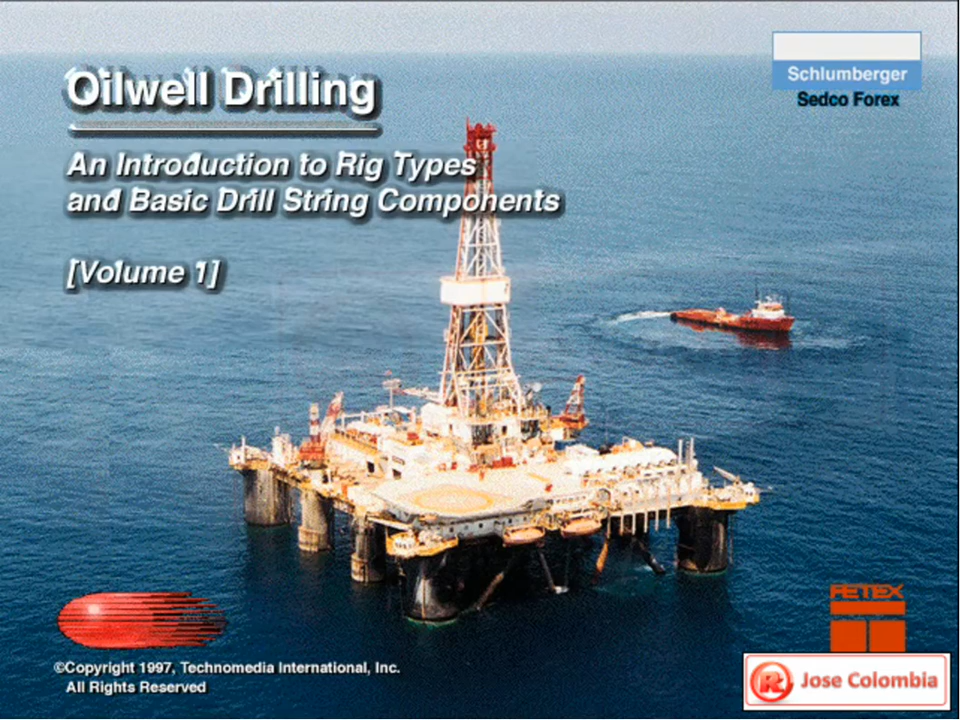 Oilwell Drilling
Schlumberger
Sedco Forex
An Introduction to Rig Types
and Basic Drill String Components
[Volume 1]
PETEX
©Copyright 1997, Technomedia International, Inc.
All Rights Reserved
R
Jose Colombia